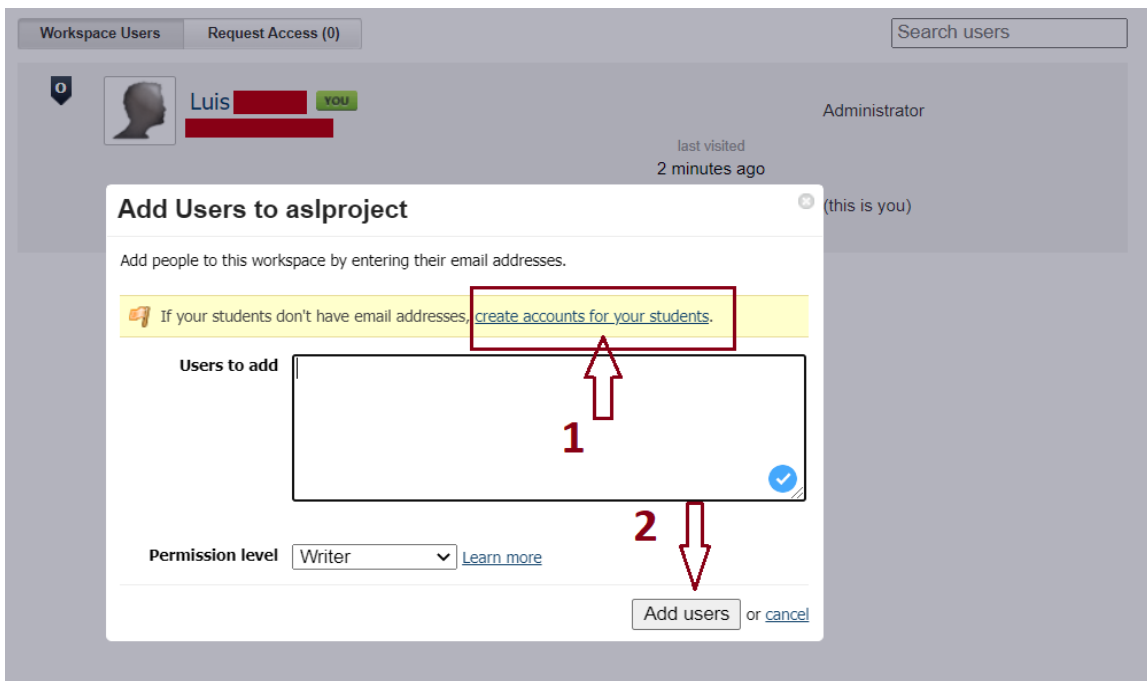 Workspace Users Request Access (0) Search users
O
Luis YOU
Administrator
last visited
2 minutes ago
Add Users to aslproject
(this is you)
Add people to this workspace by entering their email addresses.
If your students don't have email addresses, create accounts for your students.
Users to add
1
2
Permission level Writer Learn more
Add users or cancel